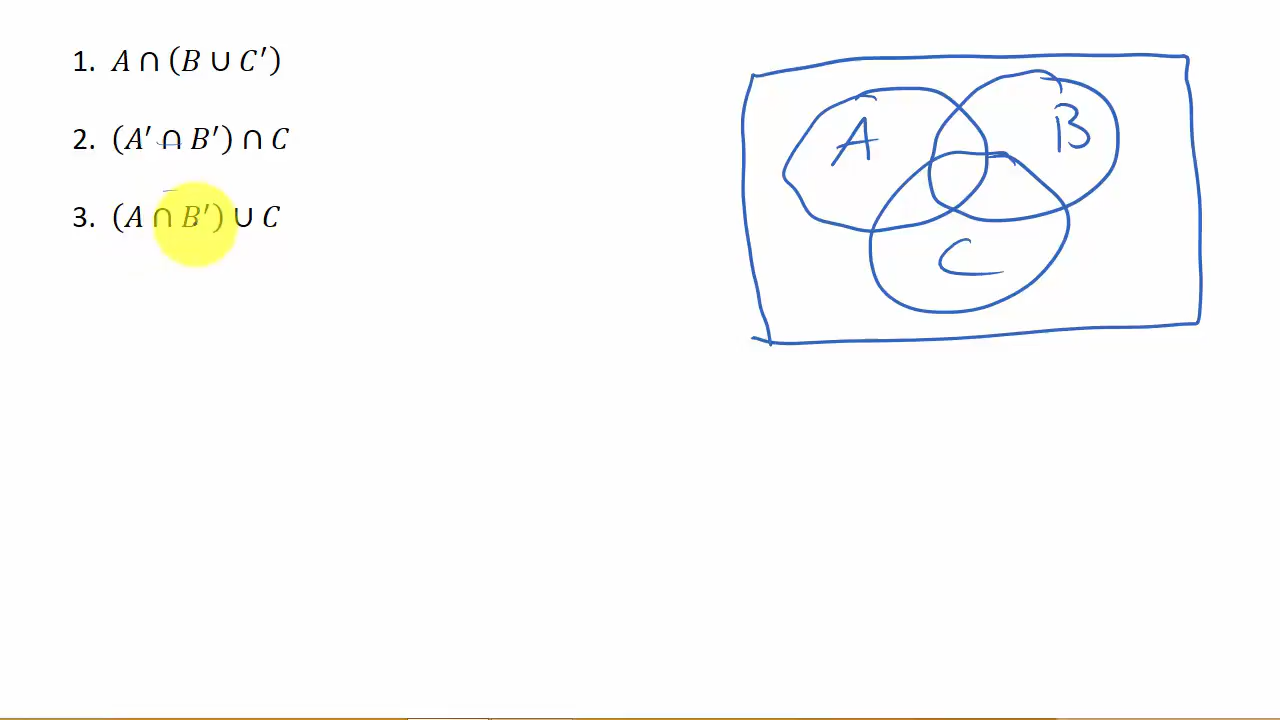 1. A ∩ (B ∪ C′)
2. (A′ ∩ B′) ∩ C
3. (A ∩ B′) ∪ C
A
B
C